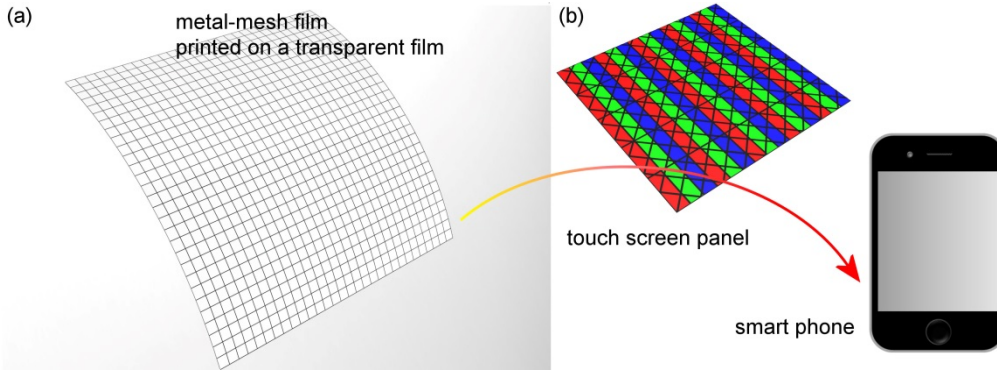 (a)
metal-mesh film
printed on a transparent film
(b)
touch screen panel
smart phone